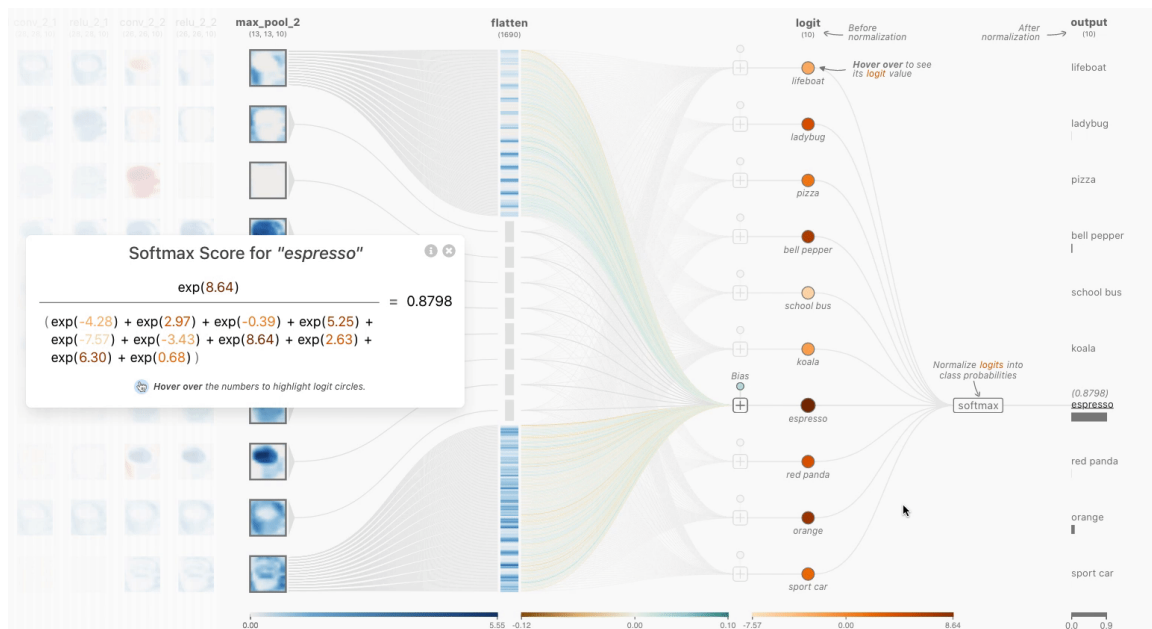 conv_2_1 relu_2_1 conv_2_2 relu_2_2 max_pool_2 flatten logit output
(13, 13, 10) (1690) (10) (10)
Before
normalization
After
normalization
Hover over to see
its logit value
lifeboat
ladybug
pizza
bell pepper
school bus
koala
Bias
espresso
red panda
orange
sport car
Normalize logits into
class probabilities
softmax
lifeboat
ladybug
pizza
bell pepper
school bus
koala
(0.8798)
espresso
red panda
orange
sport car
Softmax Score for "espresso"
exp(8.64)
= 0.8798
(exp(-4.28) + exp(2.97) + exp(-0.39) + exp(5.25) +
exp(-7.57) + exp(-3.43) + exp(8.64) + exp(2.63) +
exp(6.30) + exp(0.68) )
Hover over the numbers to highlight logit circles.
0.00 5.55 -0.12 0.00 0.10 -7.57 0.00 8.64 0.0 0.9